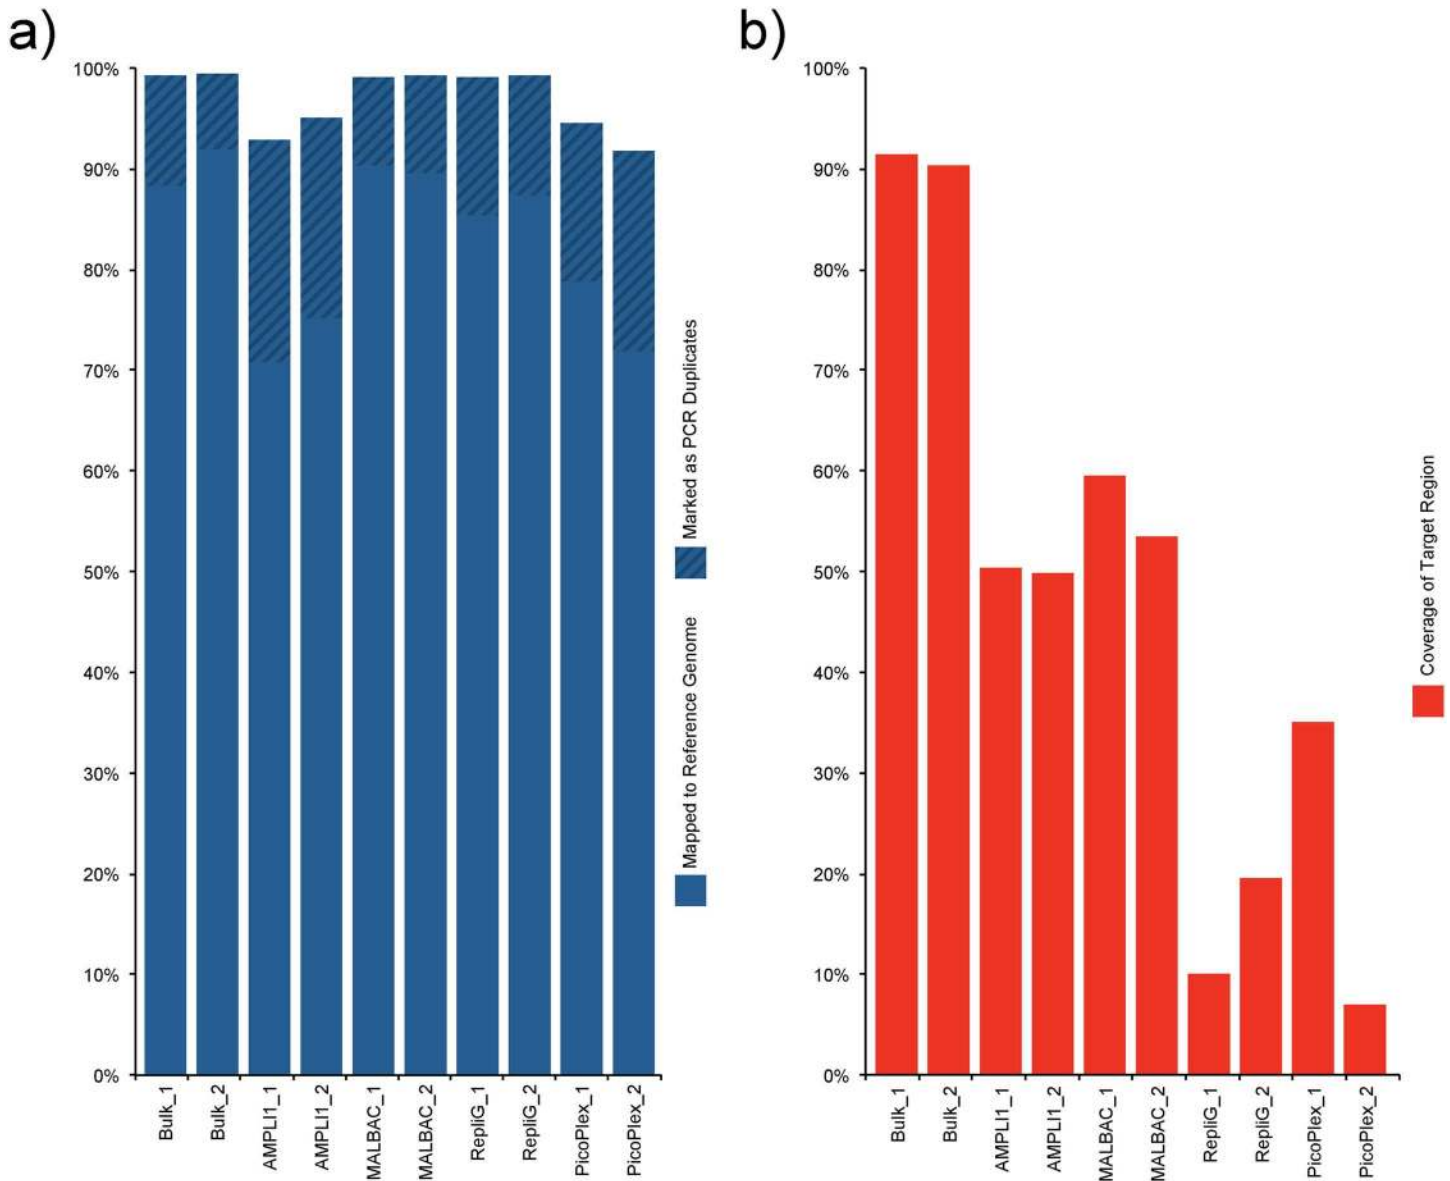 a)
100%
90%
80%
70%
60%
50%
40%
30%
20%
10%
0%
Bulk_1
Bulk_2
AMPLI1_1
AMPLI1_2
MALBAC_1
MALBAC_2
RepliG_1
RepliG_2
PicoPlex_1
PicoPlex_2
Marked as PCR Duplicates
Mapped to Reference Genome
b)
100%
90%
80%
70%
60%
50%
40%
30%
20%
10%
0%
Bulk_1
Bulk_2
AMPLI1_1
AMPLI1_2
MALBAC_1
MALBAC_2
RepliG_1
RepliG_2
PicoPlex_1
PicoPlex_2
Coverage of Target Region